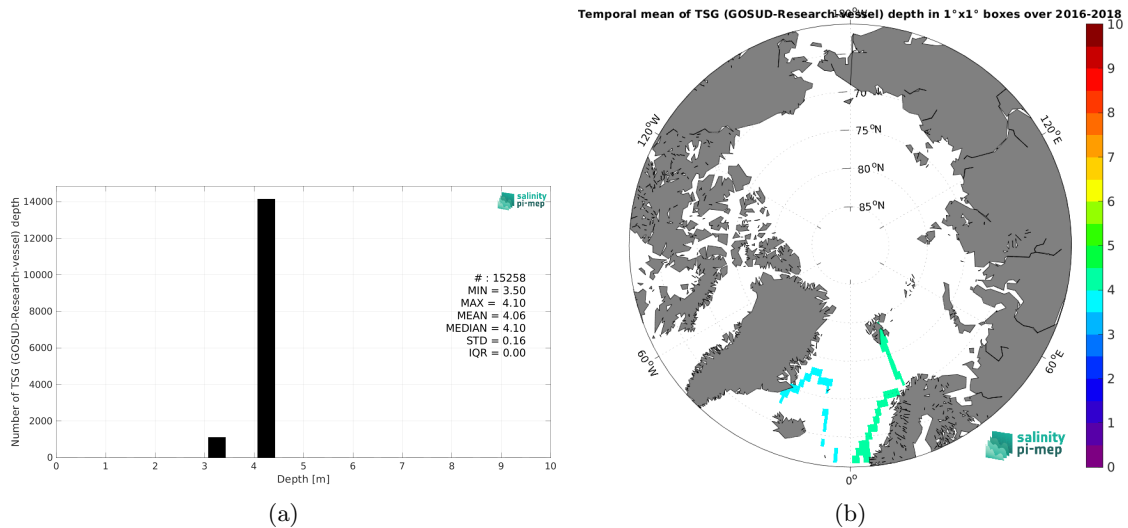 Number of TSG (GOSUD-Research-vessel) depth
14000
12000
10000
8000
6000
4000
2000
0
0 1 2 3 4 5 6 7 8 9 10
Depth [m]
salinity
pi-mep
# : 15258
MIN = 3.50
MAX = 4.10
MEAN = 4.06
MEDIAN = 4.10
STD = 0.16
IQR = 0.00
(a)
Temporal mean of TSG (GOSUD-Research-vessel) depth in 1°x1° boxes over 2016-2018
180°W
120°W
120°E
70
75°N
80°N
85°N
60°W
60°E
0°
salinity
pi-mep
10
9
8
7
6
5
4
3
2
1
0
(b)